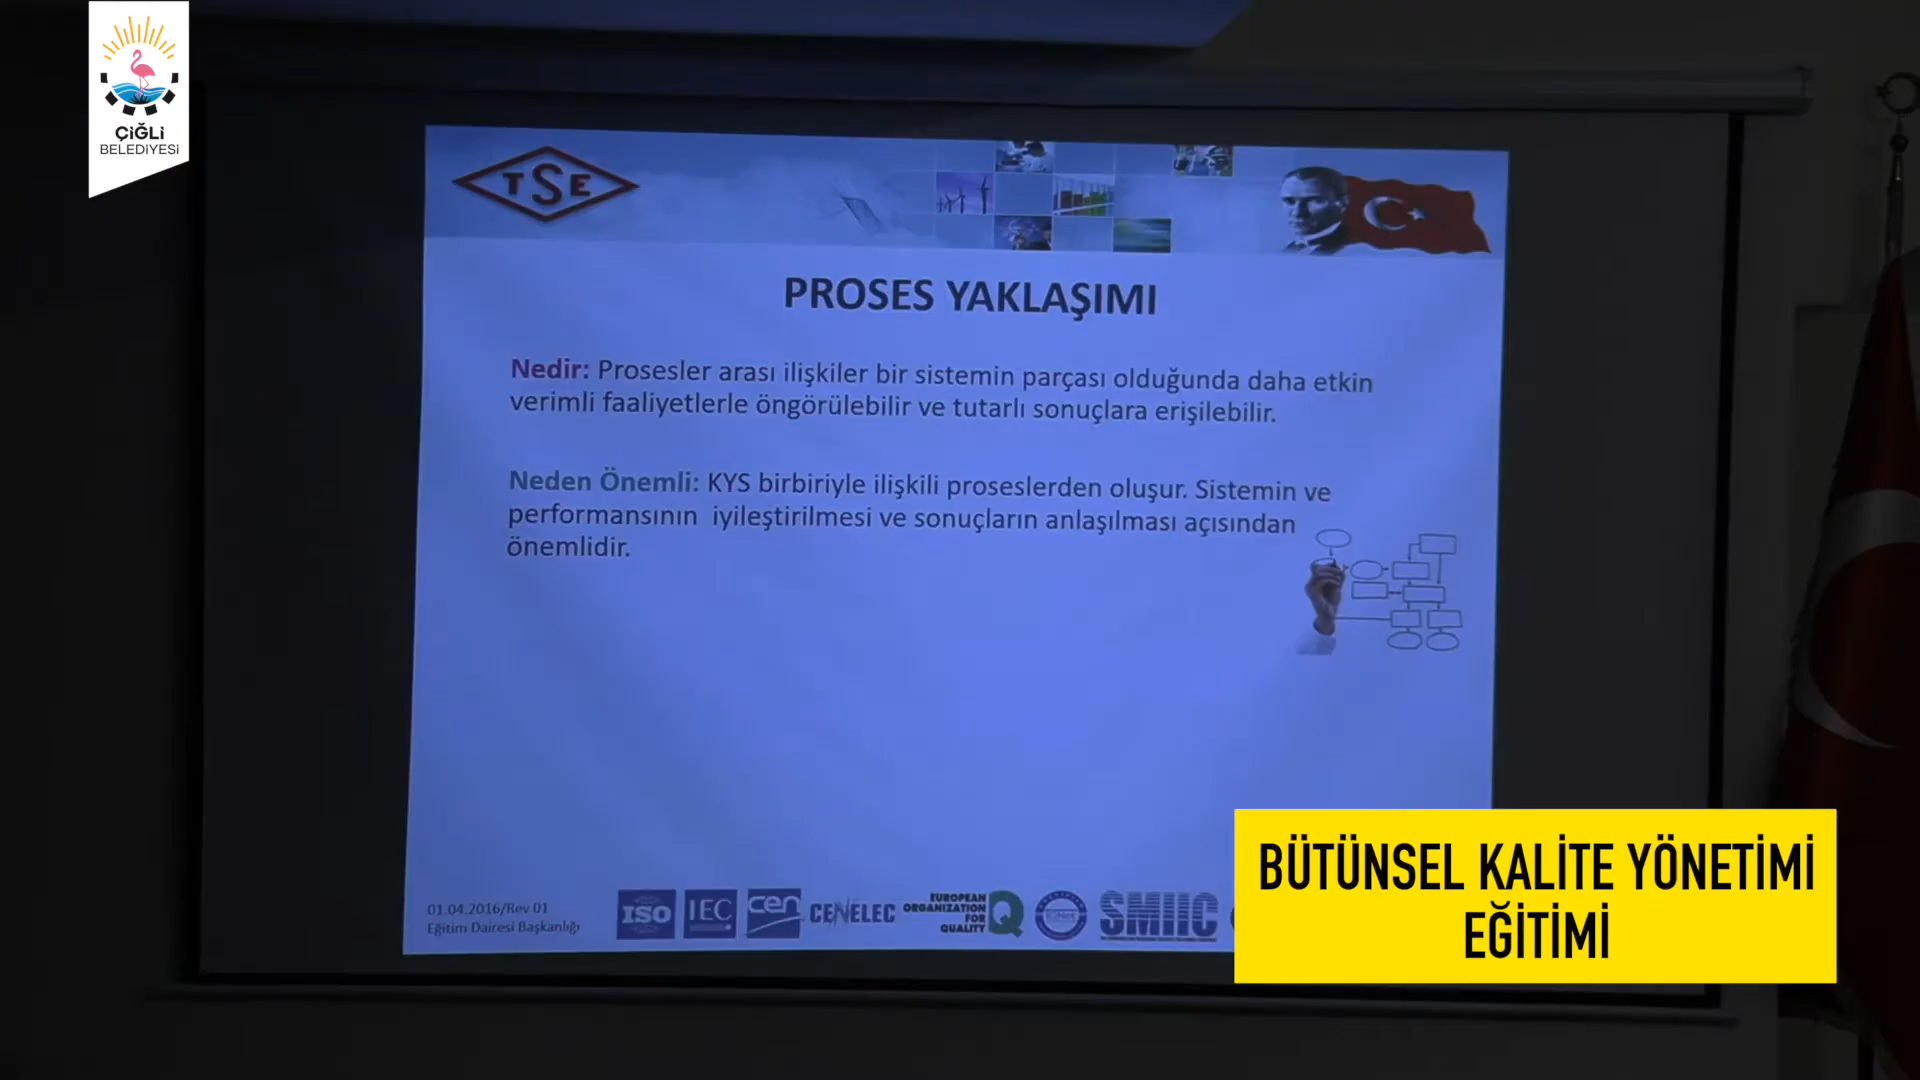 ÇİĞLİ
BELEDİYESİ
TSE
PROSES YAKLAŞIMI
Nedir: Prosesler arası ilişkiler bir sistemin parçası olduğunda daha etkin
verimli faaliyetlerle öngörülebilir ve tutarlı sonuçlara erişilebilir.
Neden Önemli: KYS birbiriyle ilişkili proseslerden oluşur. Sistemin ve
performansının iyileştirilmesi ve sonuçların anlaşılması açısından
önemlidir.
01.04.2016/Rev 01
Eğitim Dairesi Başkanlığı
ISO
IEC
cen
CENELEC
EUROPEAN
ORGANIZATION
FOR
QUALITY
Q
SMIIC
BÜTÜNSEL KALİTE YÖNETİMİ
EĞİTİMİ